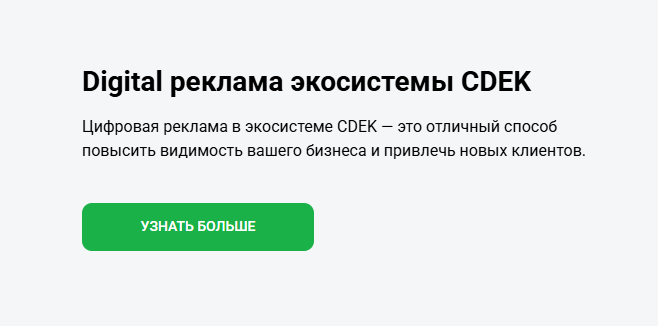 Digital реклама экосистемы CDEK
Цифровая реклама в экосистеме CDEK — это отличный способ
повысить видимость вашего бизнеса и привлечь новых клиентов.
УЗНАТЬ БОЛЬШЕ